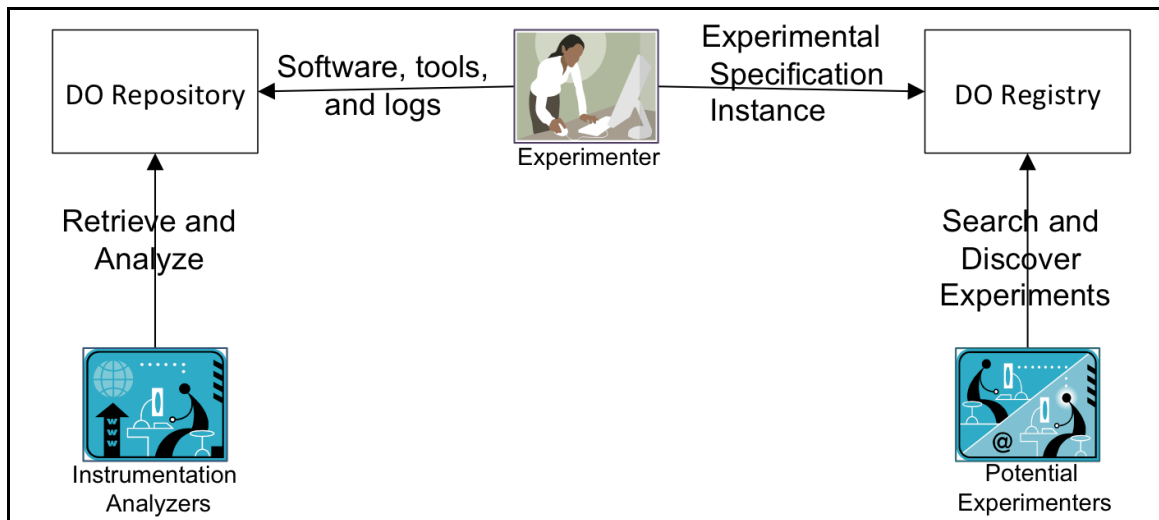 DO Repository
Software, tools,
and logs
Experimenter
Experimental
Specification
Instance
DO Registry
Retrieve and
Analyze
Search and
Discover
Experiments
W
W
W
@
Instrumentation
Analyzers
Potential
Experimenters